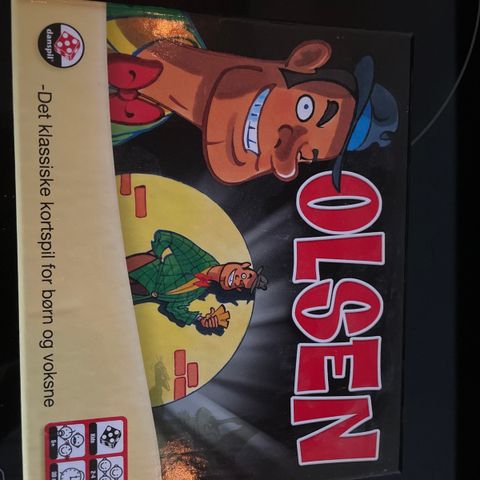 danspil
OLSEN
-Det klassiske kortspil for børn og voksne